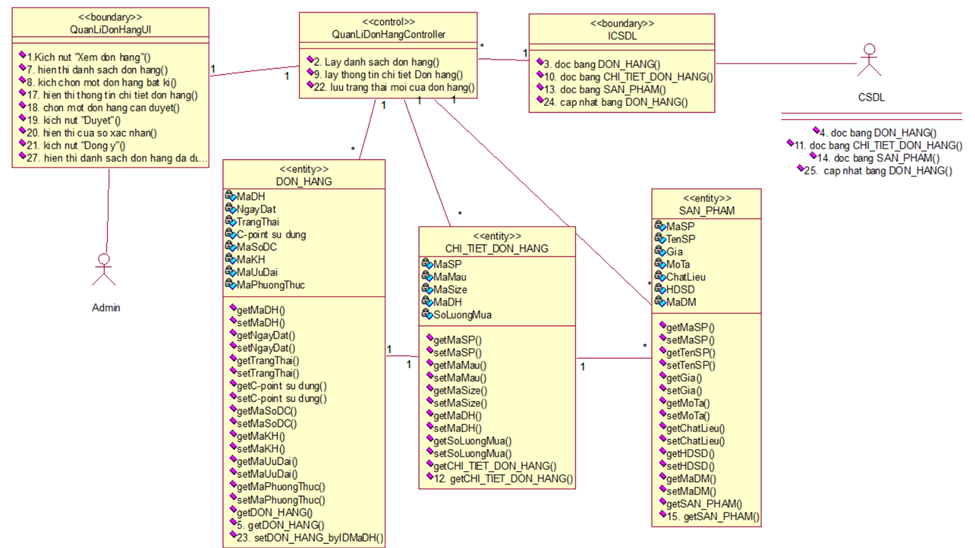 <<boundary>>
QuanLiDonHangUI
1.Kich nut "Xem don hang"()
7. hien thi danh sach don hang()
8. kich chon mot don hang bat ki()
17. hien thi thong tin chi tiet don hang()
18. chon mot don hang can duyet()
19. kich nut "Duyet"()
20. hien thi cua so xac nhan()
21. kich nut "Dong y"()
27. hien thi danh sach don hang da du...
1
1
<<control>>
QuanLiDonHangController
2. Lay danh sach don hang()
9. lay thong tin chi tiet Don hang()
22. luu trang thai moi cua don hang()
*
1
<<boundary>>
ICSDL
3. doc bang DON_HANG()
10. doc bang CHI_TIET_DON_HANG()
13. doc bang SAN_PHAM()
24. cap nhat bang DON_HANG()
CSDL
4. doc bang DON_HANG()
11. doc bang CHI_TIET_DON_HANG()
14. doc bang SAN_PHAM()
25. cap nhat bang DON_HANG()
Admin
1
1
1
*
*
*
<<entity>>
DON_HANG
MaDH
NgayDat
TrangThai
C-point su dung
MaSoDC
MaKH
MaUuDai
MaPhuongThuc
getMaDH()
setMaDH()
getNgayDat()
setNgayDat()
getTrangThai()
setTrangThai()
getC-point su dung()
setC-point su dung()
getMaSoDC()
setMaSoDC()
getMaKH()
setMaKH()
getMaUuDai()
setMaUuDai()
getMaPhuongThuc()
setMaPhuongThuc()
getDON_HANG()
5. getDON_HANG()
23. setDON_HANG_byIDMaDH()
1
1
<<entity>>
CHI_TIET_DON_HANG
MaSP
MaMau
MaSize
MaDH
SoLuongMua
getMaSP()
setMaSP()
getMaMau()
setMaMau()
getMaSize()
setMaSize()
getMaDH()
setMaDH()
getSoLuongMua()
setSoLuongMua()
getCHI_TIET_DON_HANG()
12. getCHI_TIET_DON_HANG()
1
*
<<entity>>
SAN_PHAM
MaSP
TenSP
Gia
MoTa
ChatLieu
HDSD
MaDM
getMaSP()
setMaSP()
getTenSP()
setTenSP()
getGia()
setGia()
getMoTa()
setMoTa()
getChatLieu()
setChatLieu()
getHDSD()
setHDSD()
getMaDM()
setMaDM()
getSAN_PHAM()
15. getSAN_PHAM()